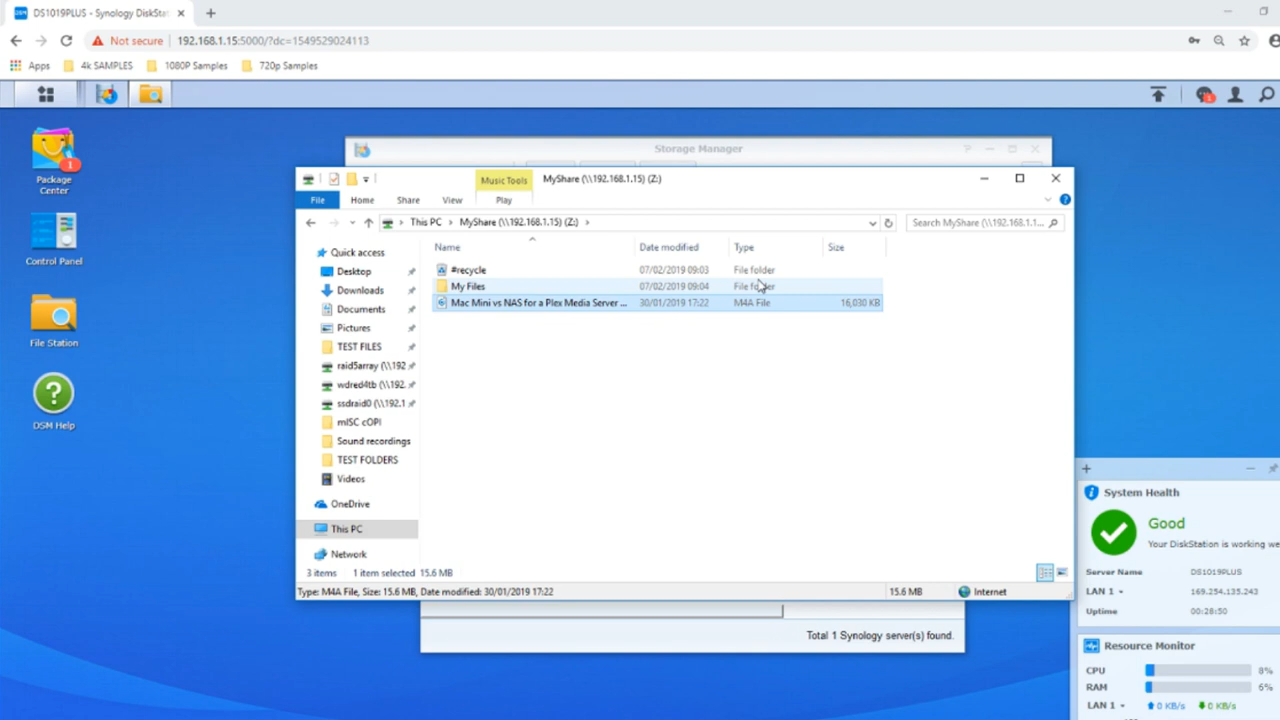 DS1019PLUS - Synology DiskSta
Not secure 192.168.1.15:5000/?dc=1549529024113
Apps 4k SAMPLES 1080P Samples 720p Samples
Package
Center
1
Control Panel
File Station
DSM Help
Storage Manager
Music Tools MyShare (\\192.168.1.15) (Z:)
File Home Share View Play
This PC > MyShare (\\192.168.1.15) (Z:) >
Search MyShare (\\192.168.1.1...
Name Date modified Type Size
#recycle 07/02/2019 09:03 File folder
My Files 07/02/2019 09:04 File folder
Mac Mini vs NAS for a Plex Media Server ... 30/01/2019 17:22 M4A File 16,030 KB
Quick access
Desktop
Downloads
Documents
Pictures
TEST FILES
raid5array (\\192
wdred4tb (\\192.
ssdraid0 (\\192.1
mISC cOPI
Sound recordings
TEST FOLDERS
Videos
OneDrive
This PC
Network
3 items 1 item selected 15.6 MB
Type: M4A File, Size: 15.6 MB, Date modified: 30/01/2019 17:22 15.6 MB Internet
Total 1 Synology server(s) found.
System Health
Good
Your DiskStation is working we
Server Name DS1019PLUS
LAN 1 169.254.135.243
Uptime 00:28:50
Resource Monitor
CPU 8%
RAM 6%
LAN 1 0 KB/s 0 KB/s